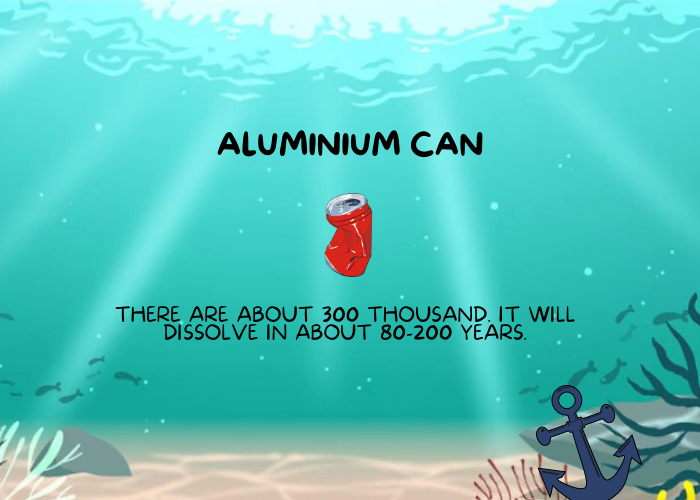 ALUMINIUM CAN
THERE ARE ABOUT 300 THOUSAND. IT WILL
DISSOLVE IN ABOUT 80-200 YEARS.